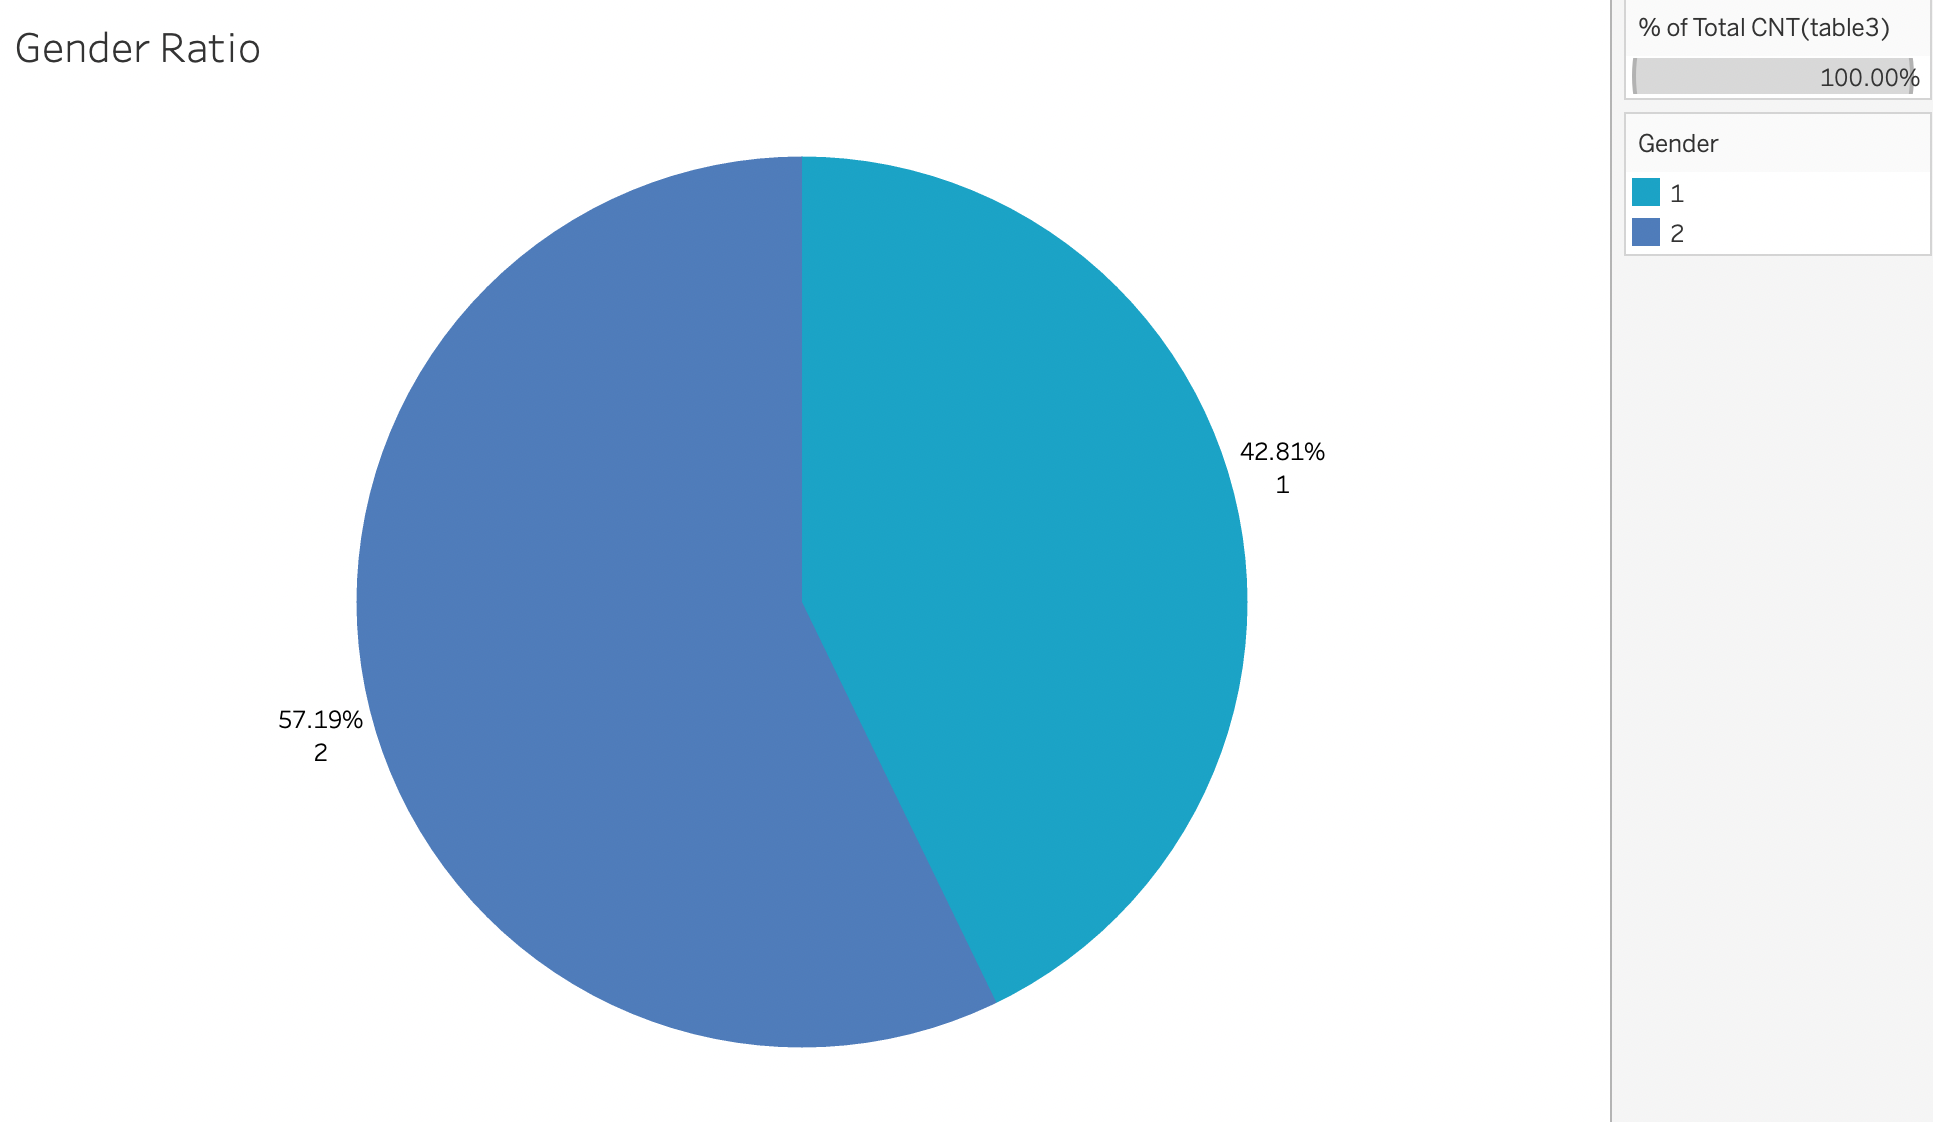 Gender Ratio
42.81%
1
57.19%
2
% of Total CNT(table3)
100.00%
Gender
1
2